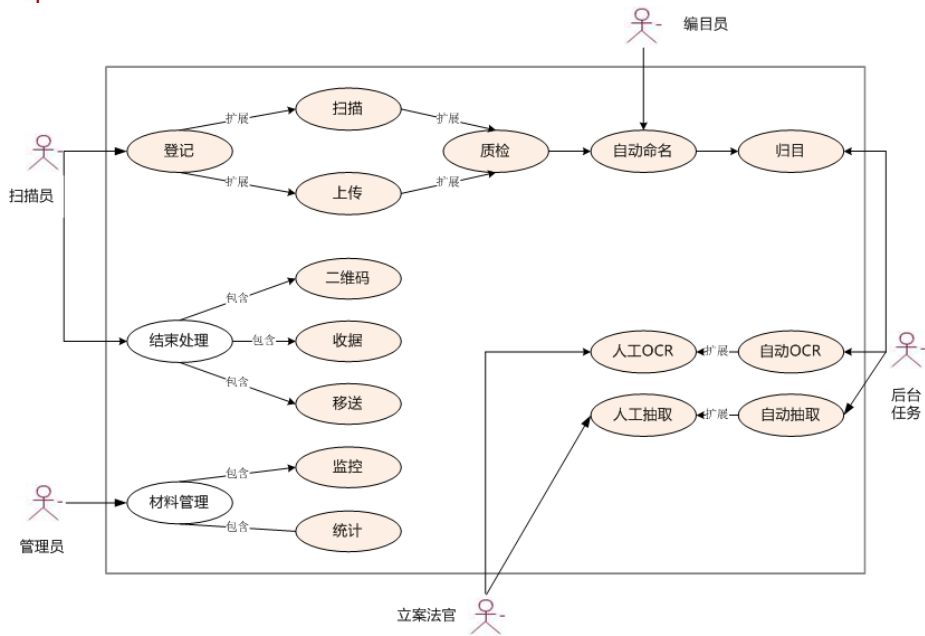 编目员
扩展
扫描
扩展
扫描员
登记
质检
自动命名
归目
扩展
上传
扩展
二维码
包含
结束处理
包含
收据
包含
移送
人工OCR
扩展
自动OCR
后台
任务
人工抽取
扩展
自动抽取
监控
包含
管理员
材料管理
包含
统计
立案法官